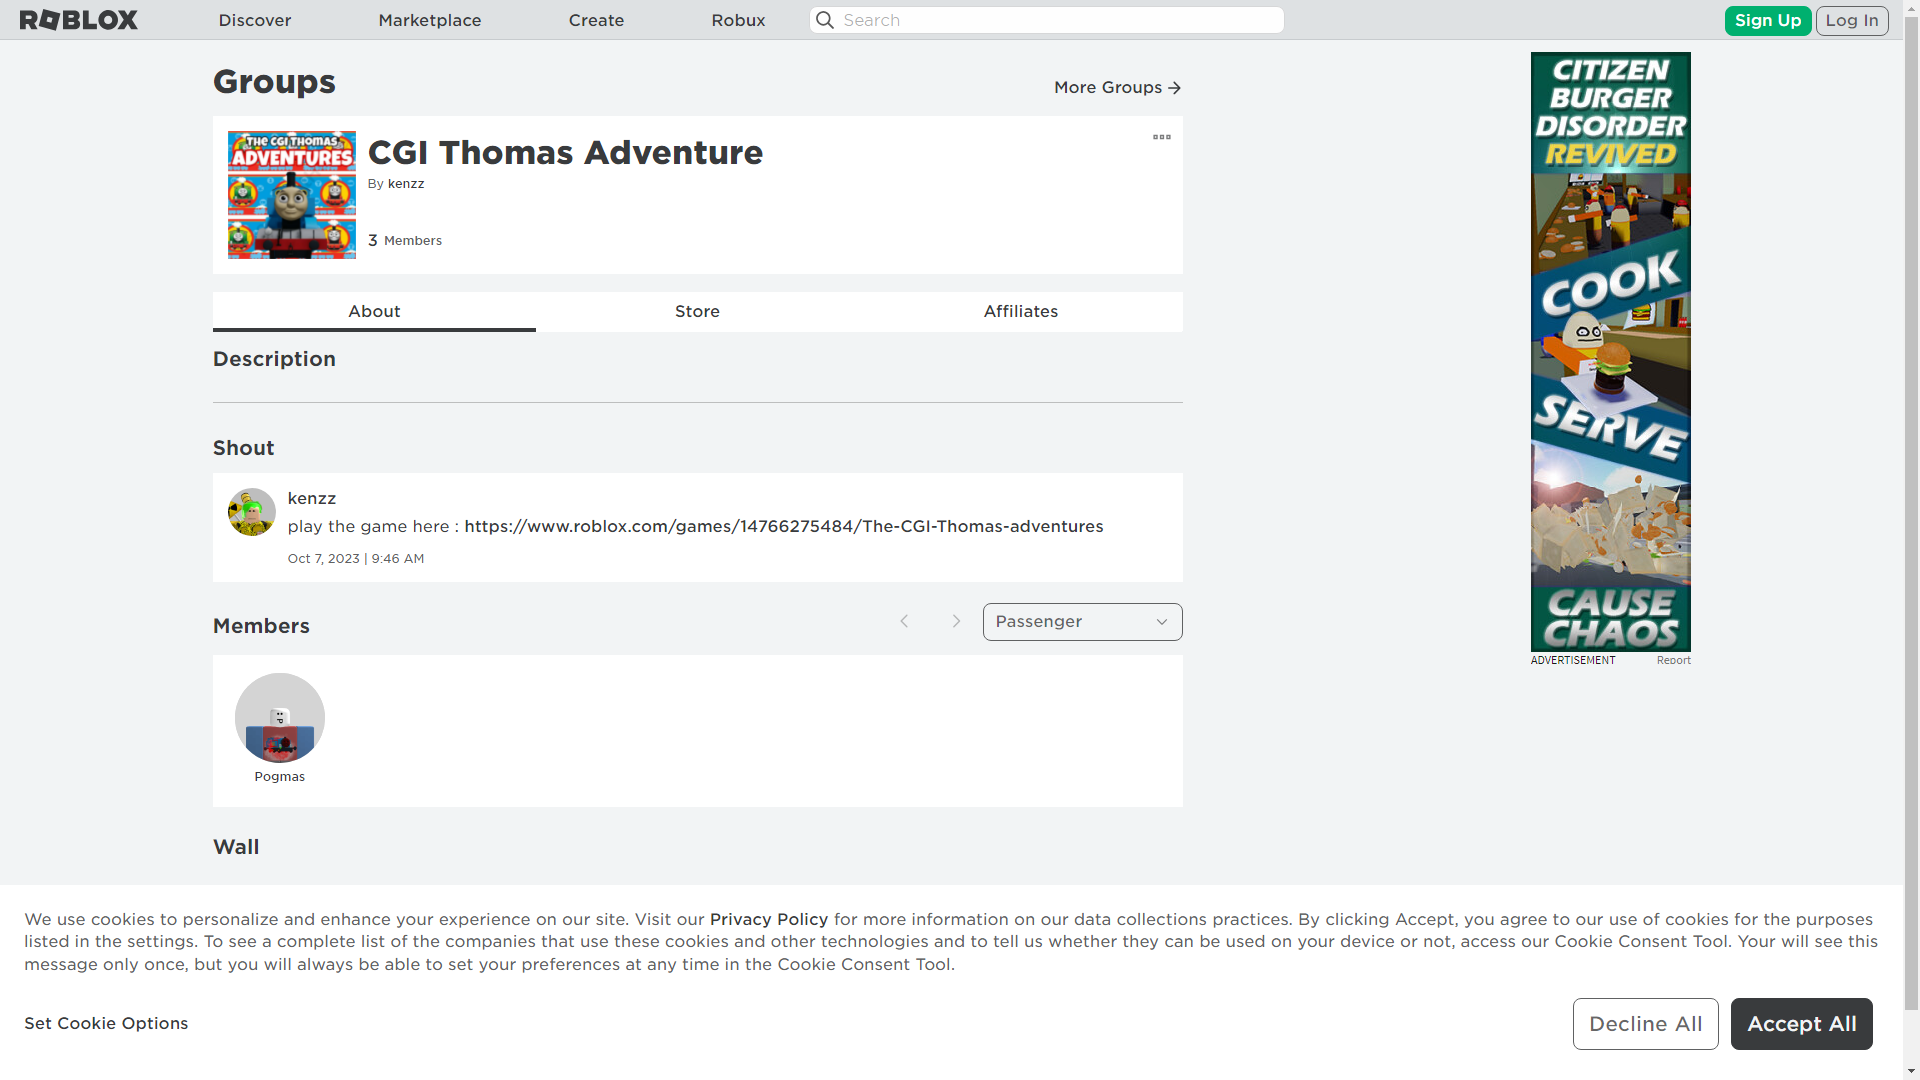 ROBLOX
Discover
Marketplace
Create
Robux
Search
Sign Up
Log In
Groups
More Groups
THE CGI THOMAS
ADVENTURES
CGI Thomas Adventure
By kenzz
3 Members
About
Store
Affiliates
Description
Shout
kenzz
play the game here : https://www.roblox.com/games/14766275484/The-CGI-Thomas-adventures
Oct 7, 2023 | 9:46 AM
Members
Passenger
Pogmas
Wall
CITIZEN
BURGER
DISORDER
REVIVED
COOK
SERVE
CAUSE
CHAOS
ADVERTISEMENT
Report
We use cookies to personalize and enhance your experience on our site. Visit our Privacy Policy for more information on our data collections practices. By clicking Accept, you agree to our use of cookies for the purposes
listed in the settings. To see a complete list of the companies that use these cookies and other technologies and to tell us whether they can be used on your device or not, access our Cookie Consent Tool. Your will see this
message only once, but you will always be able to set your preferences at any time in the Cookie Consent Tool.
Set Cookie Options
Decline All
Accept All